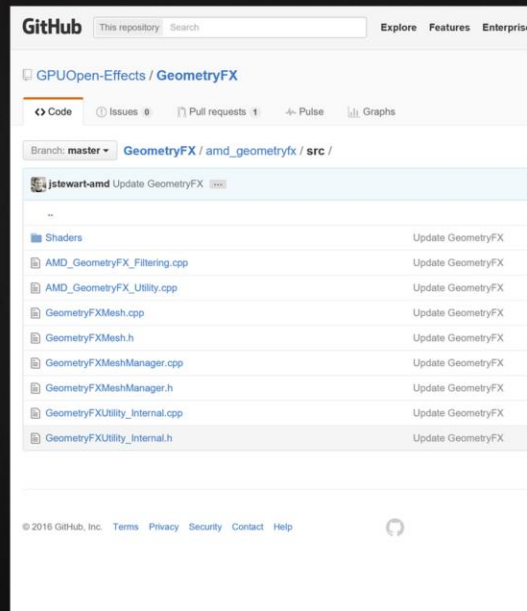 GitHub This repository Search Explore Features Enterprise
GPUOpen-Effects / GeometryFX
Code Issues 0 Pull requests 1 Pulse Graphs
Branch: master GeometryFX / amd_geometryfx / src /
jstewart-amd Update GeometryFX ...
..
Shaders Update GeometryFX
AMD_GeometryFX_Filtering.cpp Update GeometryFX
AMD_GeometryFX_Utility.cpp Update GeometryFX
GeometryFXMesh.cpp Update GeometryFX
GeometryFXMesh.h Update GeometryFX
GeometryFXMeshManager.cpp Update GeometryFX
GeometryFXMeshManager.h Update GeometryFX
GeometryFXUtility_Internal.cpp Update GeometryFX
GeometryFXUtility_Internal.h Update GeometryFX
© 2016 GitHub, Inc. Terms Privacy Security Contact Help